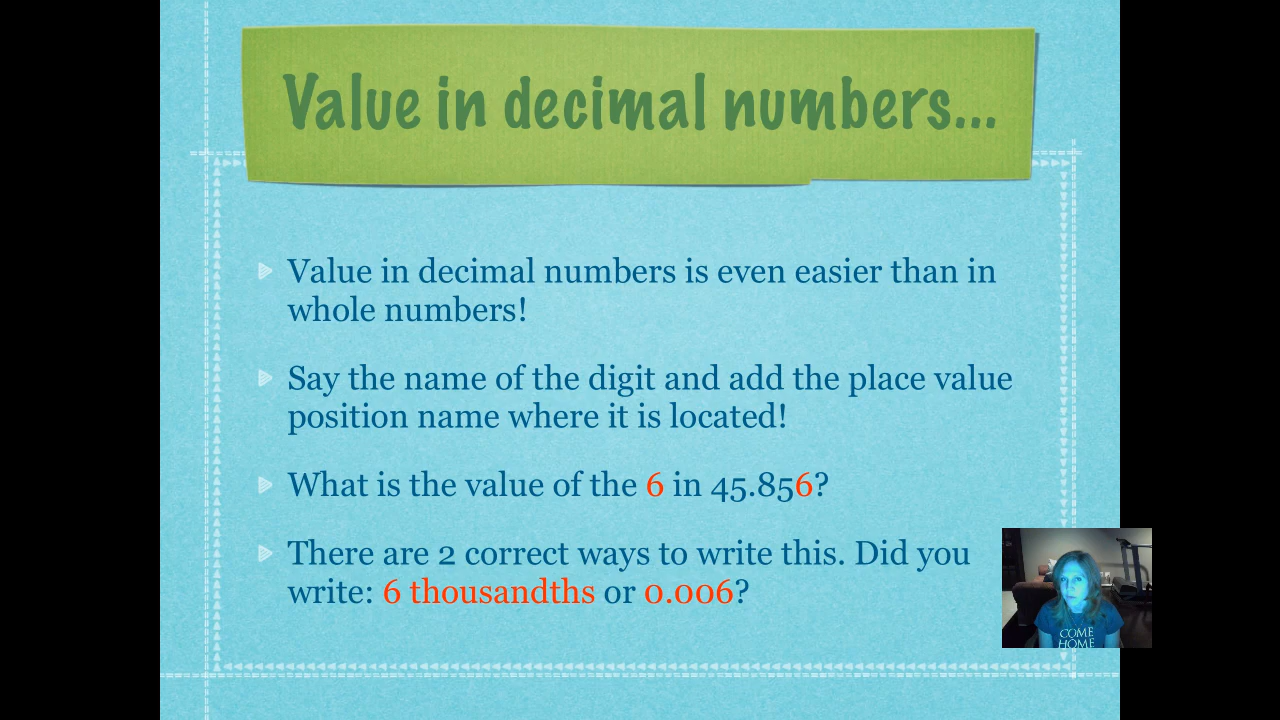 Value in decimal numbers...
Value in decimal numbers is even easier than in
whole numbers!
Say the name of the digit and add the place value
position name where it is located!
What is the value of the 6 in 45.856?
There are 2 correct ways to write this. Did you
write: 6 thousandths or 0.006?
COME
HOME